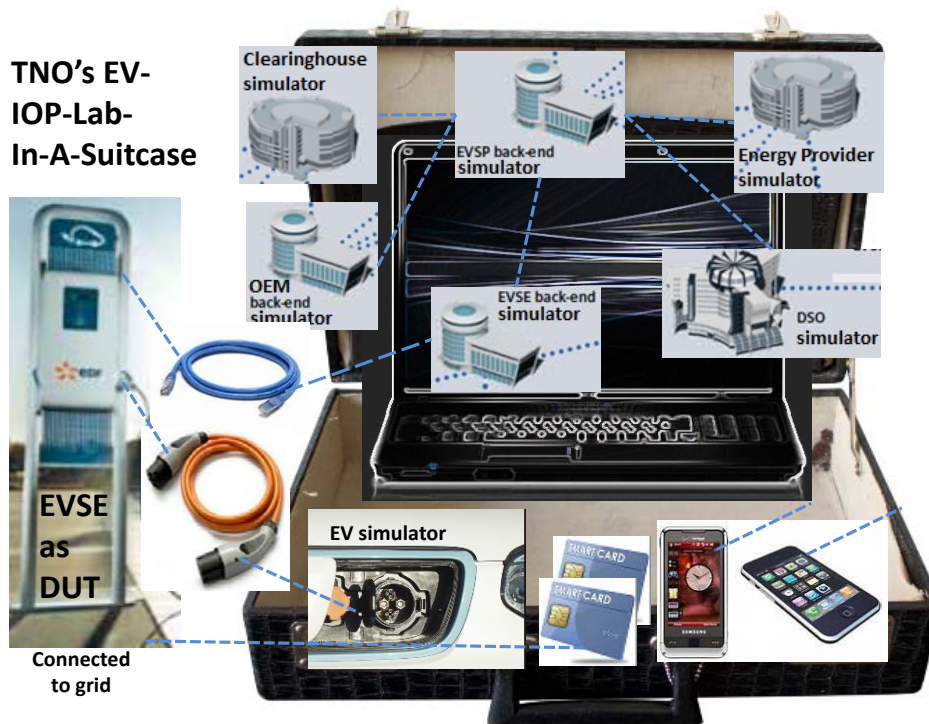 TNO's EV-
IOP-Lab-
In-A-Suitcase
Clearinghouse
simulator
EVSP back-end
simulator
Energy Provider
simulator
OEM
back-end
simulator
EVSE back-end
simulator
DSO
simulator
eDF
EVSE
as
DUT
Connected
to grid
EV simulator
SMART CARD
SMART CARD
SAMSUNG